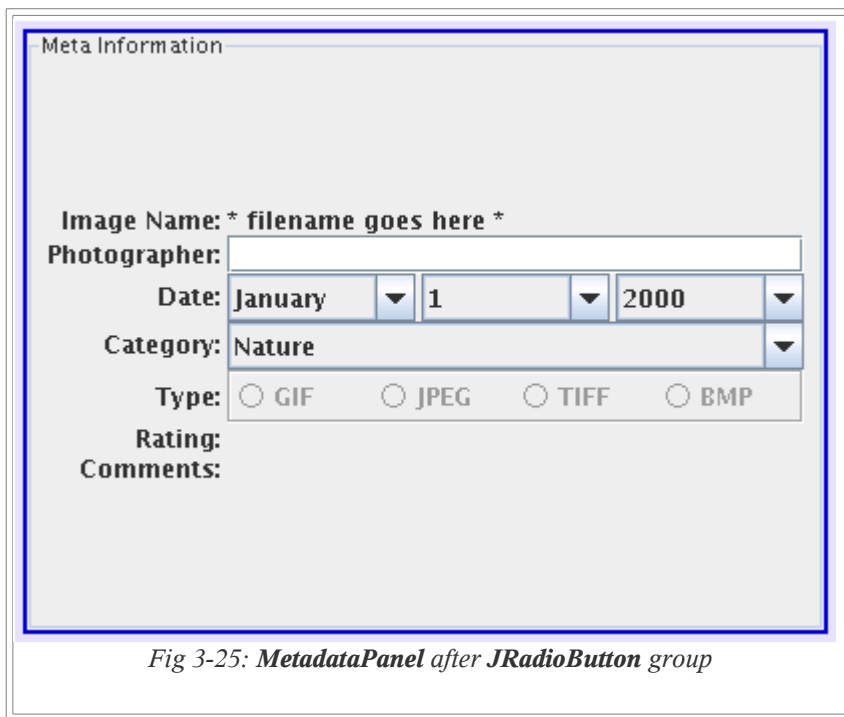 Meta Information
Image Name: * filename goes here *
Photographer:
Date: January 1 2000
Category: Nature
Type: GIF JPEG TIFF BMP
Rating:
Comments:
Fig 3-25: MetadataPanel after JRadioButton group